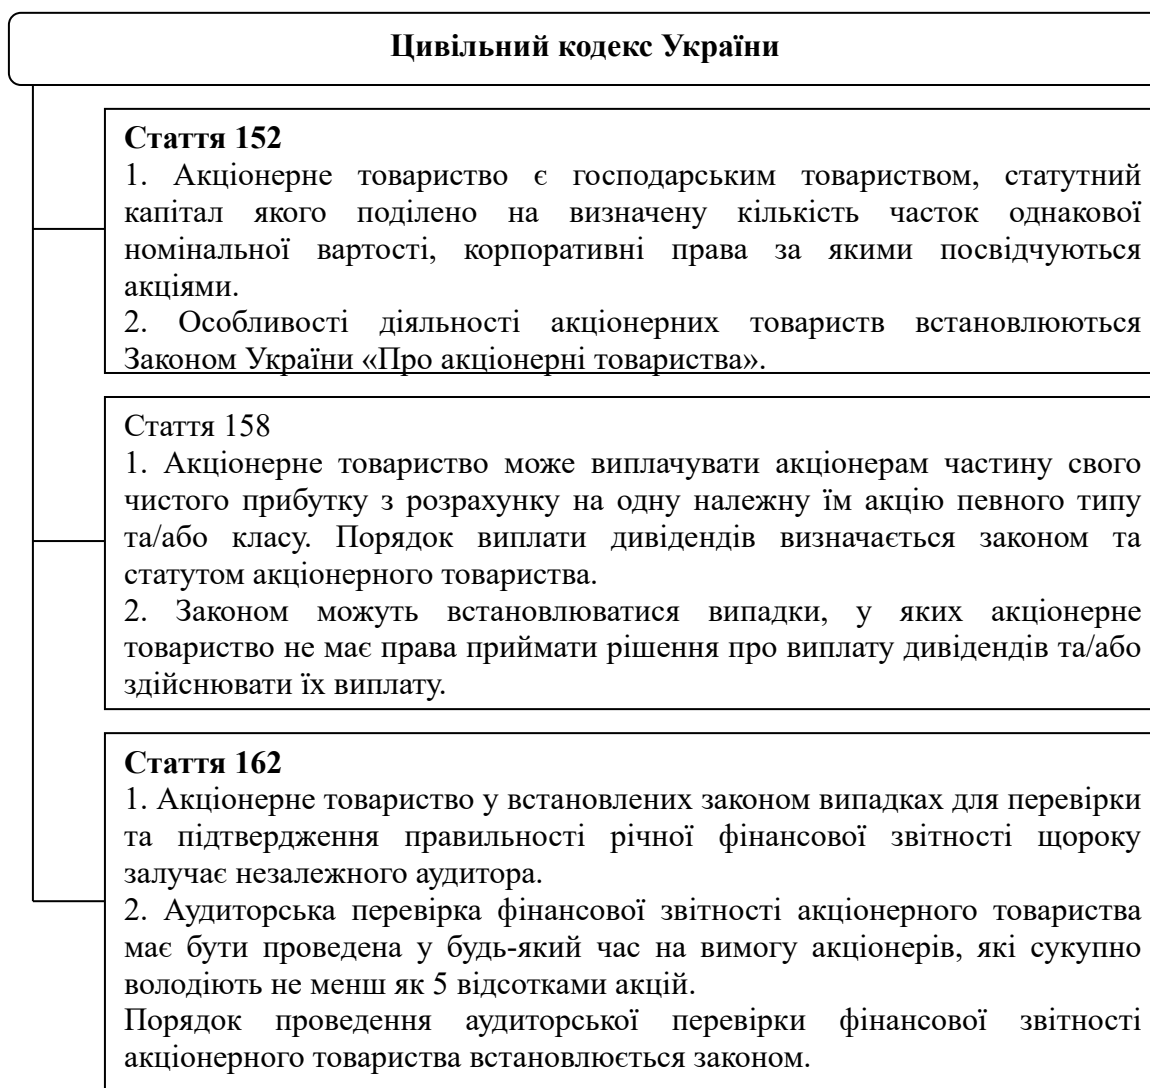 Цивільний кодекс України
Стаття 152
1. Акціонерне товариство є господарським товариством, статутний
капітал якого поділено на визначену кількість часток однакової
номінальної вартості, корпоративні права за якими посвідчуються
акціями.
2. Особливості діяльності акціонерних товариств встановлюються
Законом України «Про акціонерні товариства».
Стаття 158
1. Акціонерне товариство може виплачувати акціонерам частину свого
чистого прибутку з розрахунку на одну належну їм акцію певного типу
та/або класу. Порядок виплати дивідендів визначається законом та
статутом акціонерного товариства.
2. Законом можуть встановлюватися випадки, у яких акціонерне
товариство не має права приймати рішення про виплату дивідендів та/або
здійснювати їх виплату.
Стаття 162
1. Акціонерне товариство у встановлених законом випадках для перевірки
та підтвердження правильності річної фінансової звітності щороку
залучає незалежного аудитора.
2. Аудиторська перевірка фінансової звітності акціонерного товариства
має бути проведена у будь-який час на вимогу акціонерів, які сукупно
володіють не менш як 5 відсотками акцій.
Порядок проведення аудиторської перевірки фінансової звітності
акціонерного товариства встановлюється законом.